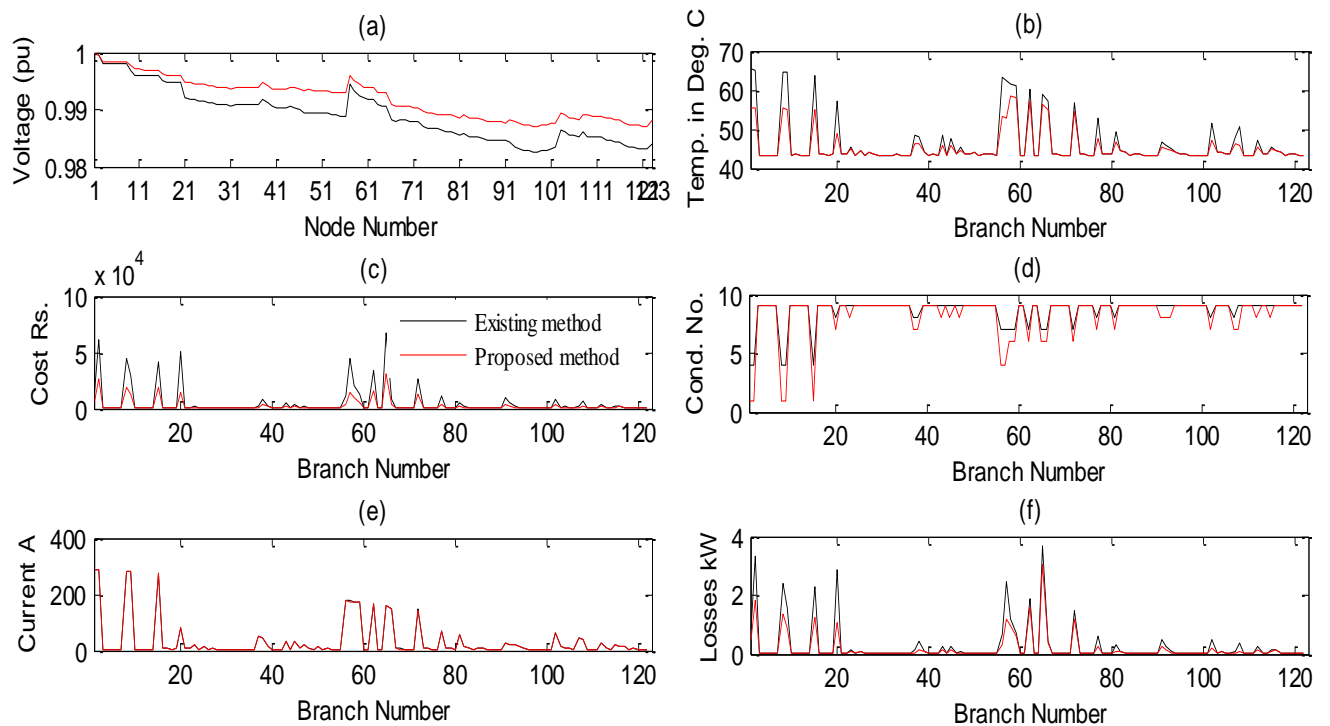 (a)
Voltage (pu)
1
0.99
0.98
1 11 21 31 41 51 61 71 81 91 101 111 121 123
Node Number
(b)
Temp. in Deg. C
70
60
50
40
20 40 60 80 100 120
Branch Number
(c)
x 10^4
Cost Rs.
10
5
0
Existing method
Proposed method
20 40 60 80 100 120
Branch Number
(d)
Cond. No.
10
5
0
20 40 60 80 100 120
Branch Number
(e)
Current A
400
200
0
20 40 60 80 100 120
Branch Number
(f)
Losses kW
4
2
0
20 40 60 80 100 120
Branch Number